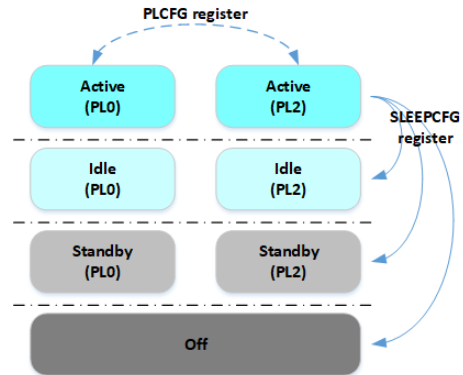 PLCFG register
Active
(PL0)
Active
(PL2)
SLEEPCFG
register
Idle
(PL0)
Idle
(PL2)
Standby
(PL0)
Standby
(PL2)
Off